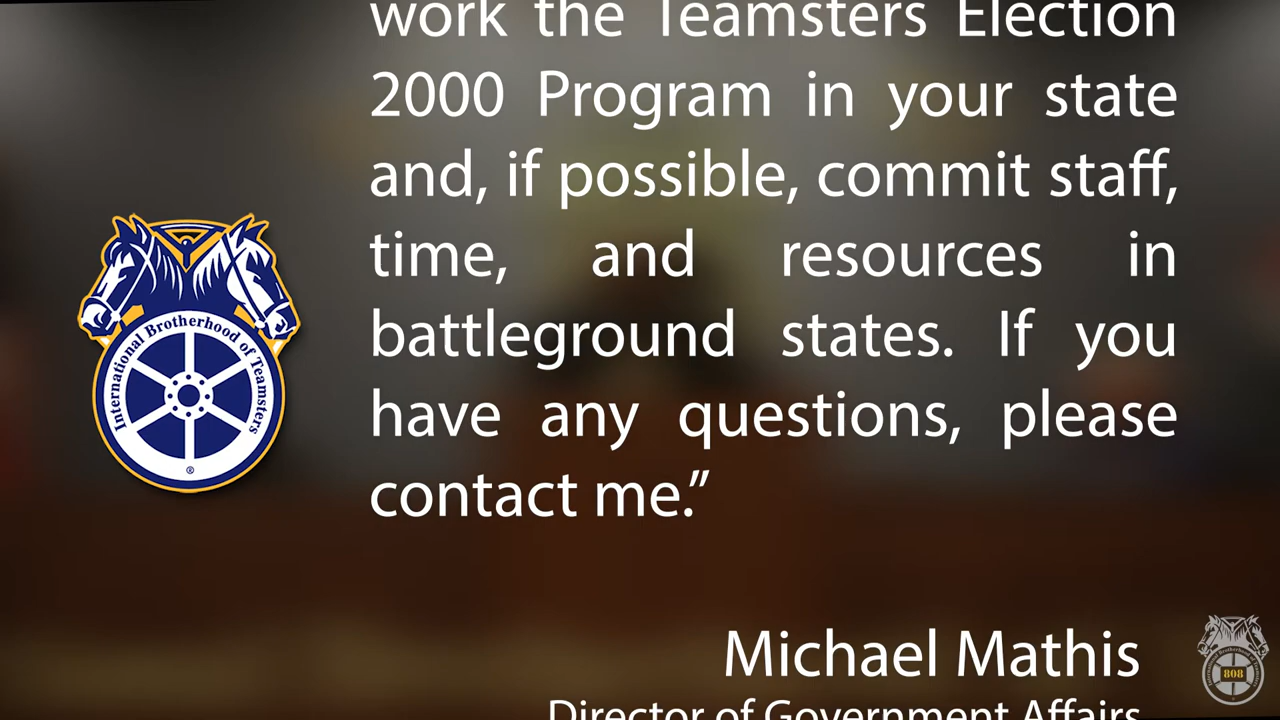 work the Teamsters Election
2000 Program in your state
and, if possible, commit staff,
time, and resources in
battleground states. If you
have any questions, please
contact me.”
Michael Mathis
Director of Government Affairs
International Brotherhood of Teamsters
®
808